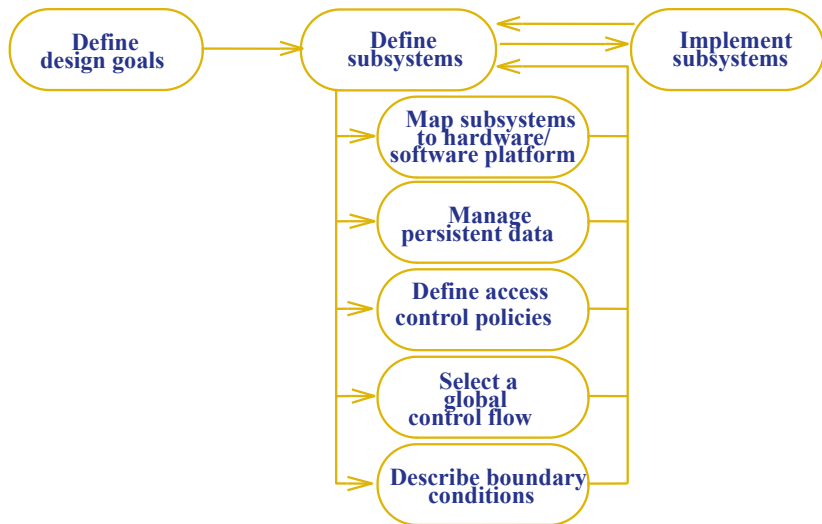 Define
design goals
Define
subsystems
Implement
subsystems
Map subsystems
to hardware/
software platform
Manage
persistent data
Define access
control policies
Select a
global
control flow
Describe boundary
conditions